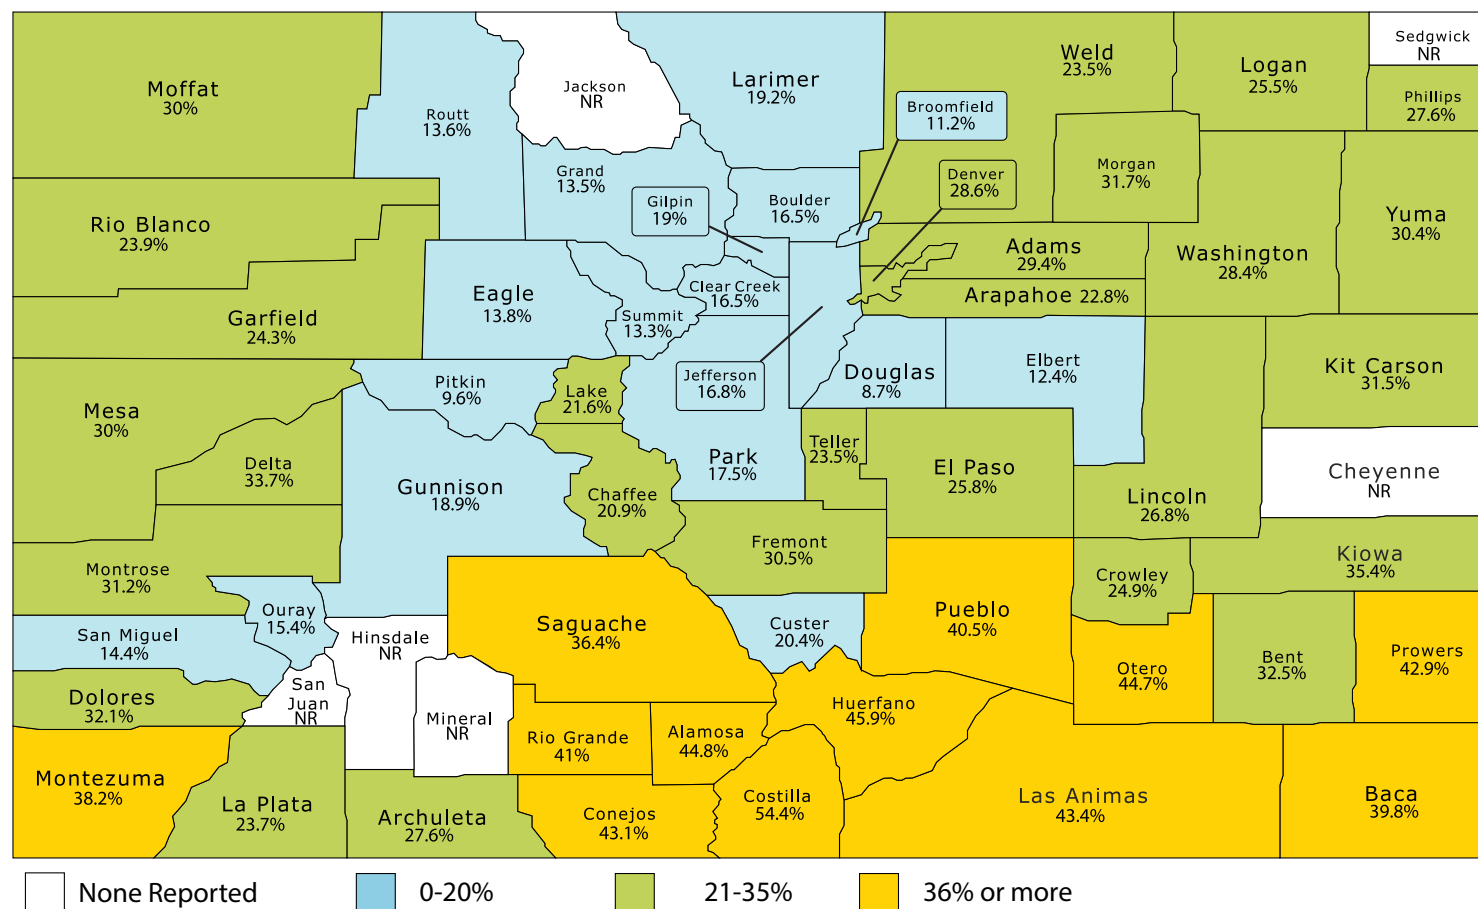 Moffat
30%
Routt
13.6%
Jackson
NR
Larimer
19.2%
Weld
23.5%
Logan
25.5%
Sedgwick
NR
Phillips
27.6%
Broomfield
11.2%
Rio Blanco
23.9%
Grand
13.5%
Gilpin
19%
Boulder
16.5%
Denver
28.6%
Morgan
31.7%
Yuma
30.4%
Adams
29.4%
Washington
28.4%
Garfield
24.3%
Eagle
13.8%
Summit
13.3%
Clear Creek
16.5%
Arapahoe 22.8%
Mesa
30%
Pitkin
9.6%
Lake
21.6%
Jefferson
16.8%
Douglas
8.7%
Elbert
12.4%
Kit Carson
31.5%
Delta
33.7%
Gunnison
18.9%
Chaffee
20.9%
Park
17.5%
Teller
23.5%
El Paso
25.8%
Lincoln
26.8%
Cheyenne
NR
Montrose
31.2%
Fremont
30.5%
Crowley
24.9%
Kiowa
35.4%
San Miguel
14.4%
Ouray
15.4%
Hinsdale
NR
Saguache
36.4%
Custer
20.4%
Pueblo
40.5%
Otero
44.7%
Bent
32.5%
Prowers
42.9%
Dolores
32.1%
San
Juan
NR
Mineral
NR
Rio Grande
41%
Alamosa
44.8%
Huerfano
45.9%
Montezuma
38.2%
La Plata
23.7%
Archuleta
27.6%
Conejos
43.1%
Costilla
54.4%
Las Animas
43.4%
Baca
39.8%
None Reported
0-20%
21-35%
36% or more